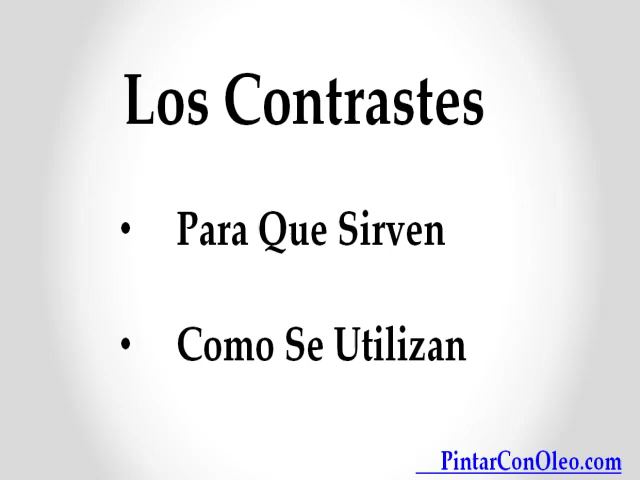 Los Contrastes
• Para Que Sirven
• Como Se Utilizan
PintarConOleo.com